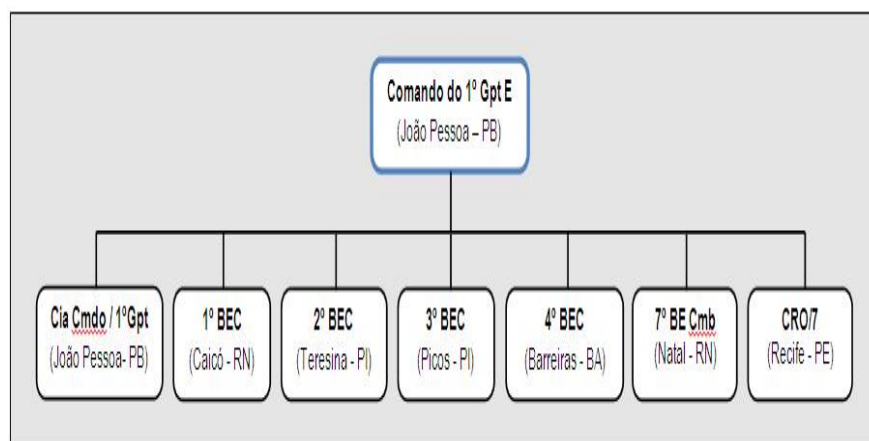 Comando do 1º Gpt E
(João Pessoa – PB)
Cia Cmdo / 1ºGpt
(João Pessoa- PB)
1º BEC
(Caicó - RN)
2º BEC
(Teresina - PI)
3º BEC
(Picos - PI)
4º BEC
(Barreiras - BA)
7º BE Cmb
(Natal - RN)
CRO/7
(Recife - PE)